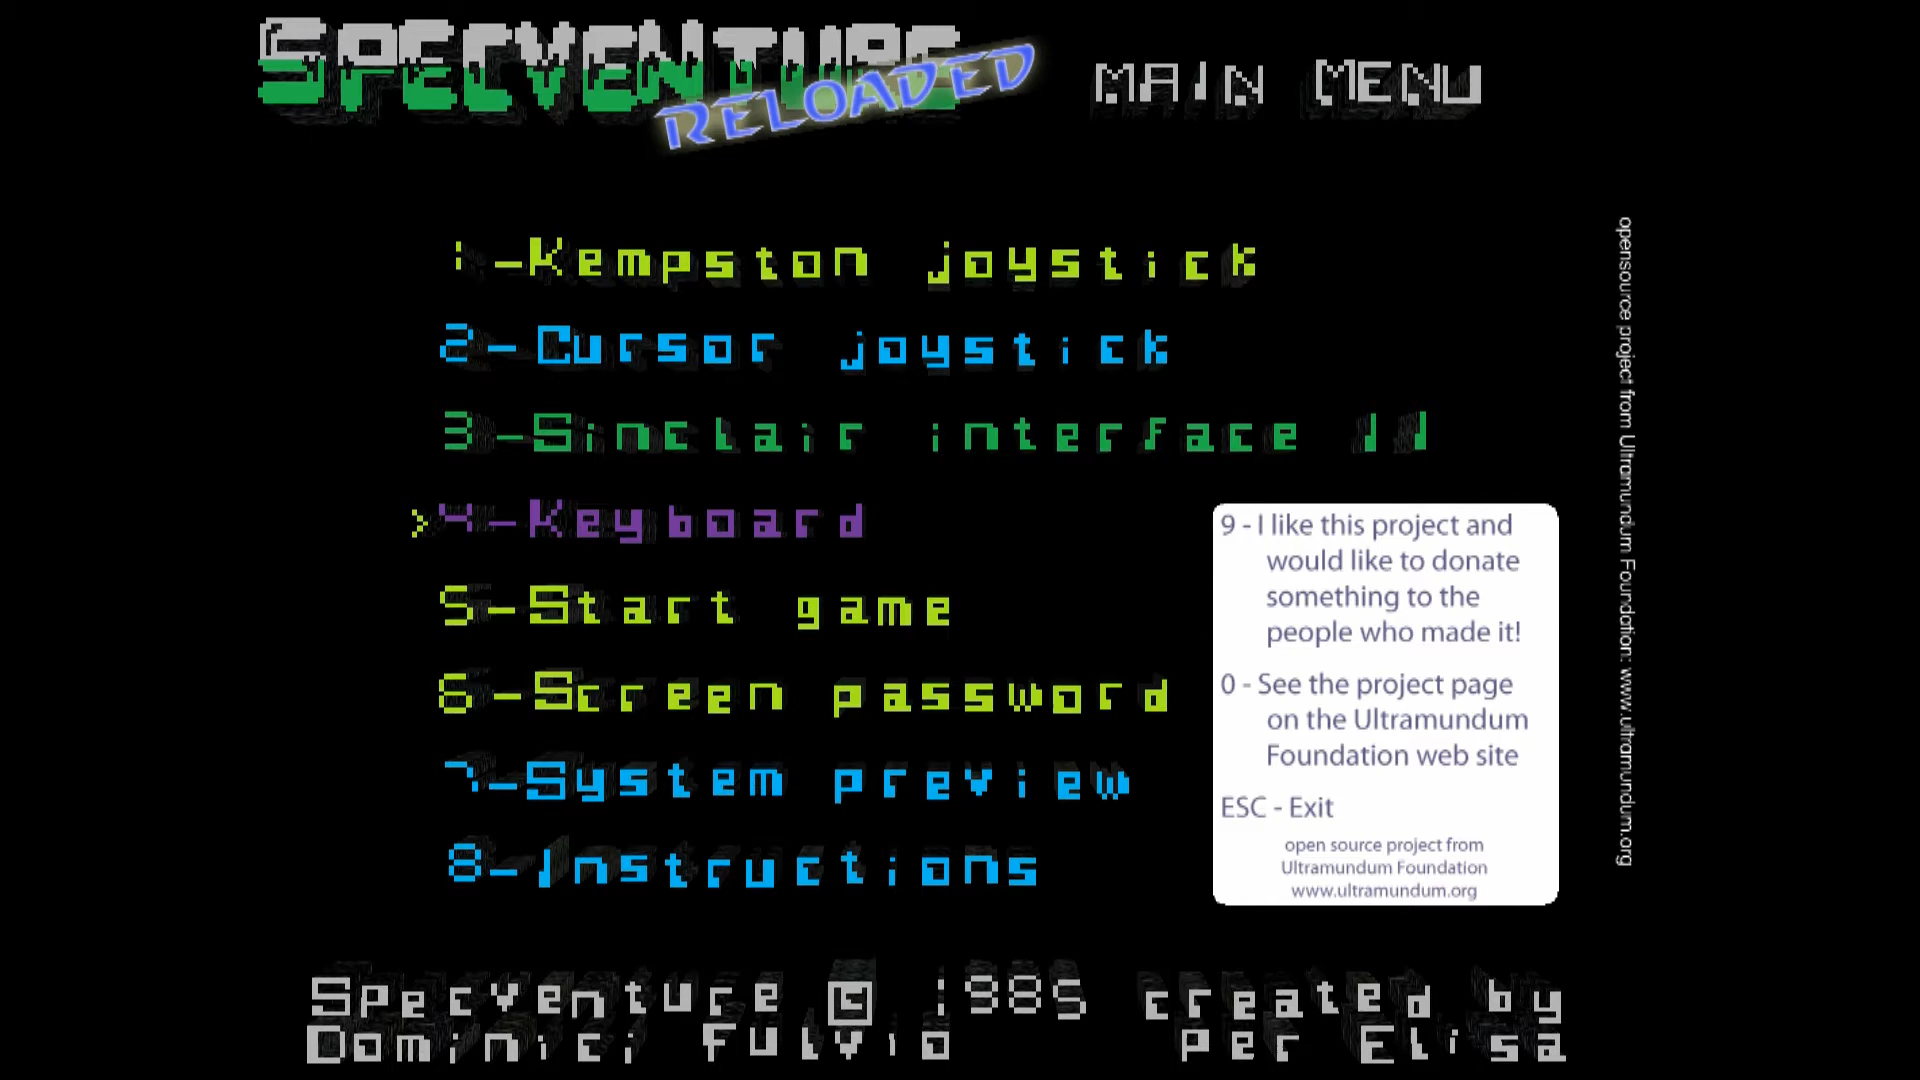 SPECVENTURE
RELOADED
MAIN MENU
1-Kempston joystick
2-Cursor joystick
3-Sinclair interface II
>4-Keyboard
5-Start game
6-Screen password
7-System preview
8-Instructions
9 - I like this project and
would like to donate
something to the
people who made it!
0 - See the project page
on the Ultramundum
Foundation web site
ESC - Exit
open source project from
Ultramundum Foundation
www.ultramundum.org
opensource project from Ultramundum Foundation: www.ultramundum.org
Specventure © 1985 created by
Dominici Fulvio per Elisa